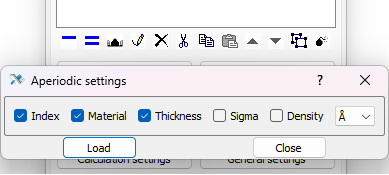 Aperiodic settings
Index Material Thickness Sigma Density Å
Load Close
Calculation settings General settings